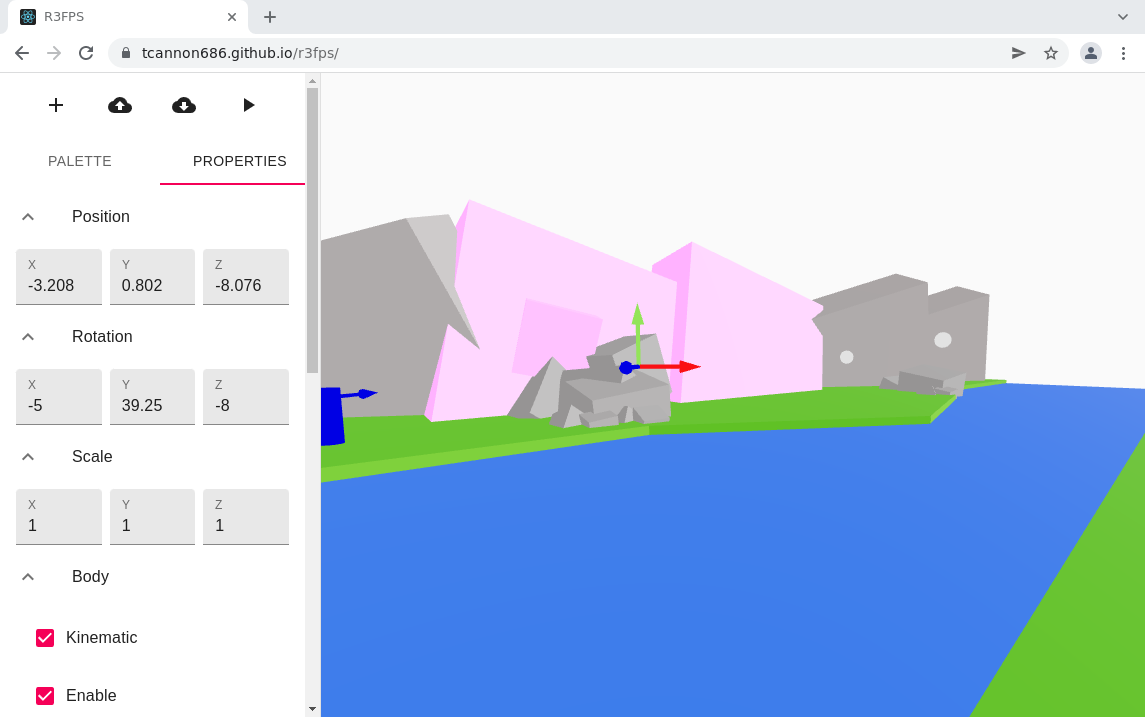 R3FPS
tcannon686.github.io/r3fps/
PALETTE PROPERTIES
Position
X Y Z
-3.208 0.802 -8.076
Rotation
X Y Z
-5 39.25 -8
Scale
X Y Z
1 1 1
Body
Kinematic
Enable